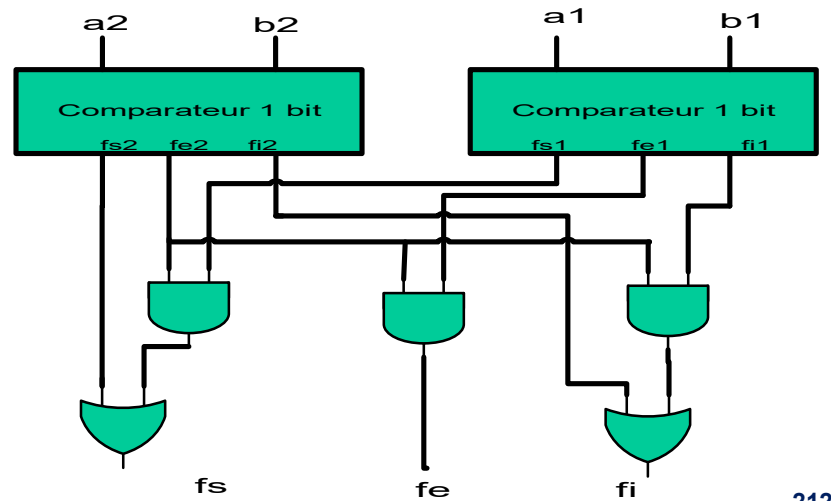 a2 b2 a1 b1
Comparateur 1 bit Comparateur 1 bit
fs2 fe2 fi2 fs1 fe1 fi1
fs fe fi